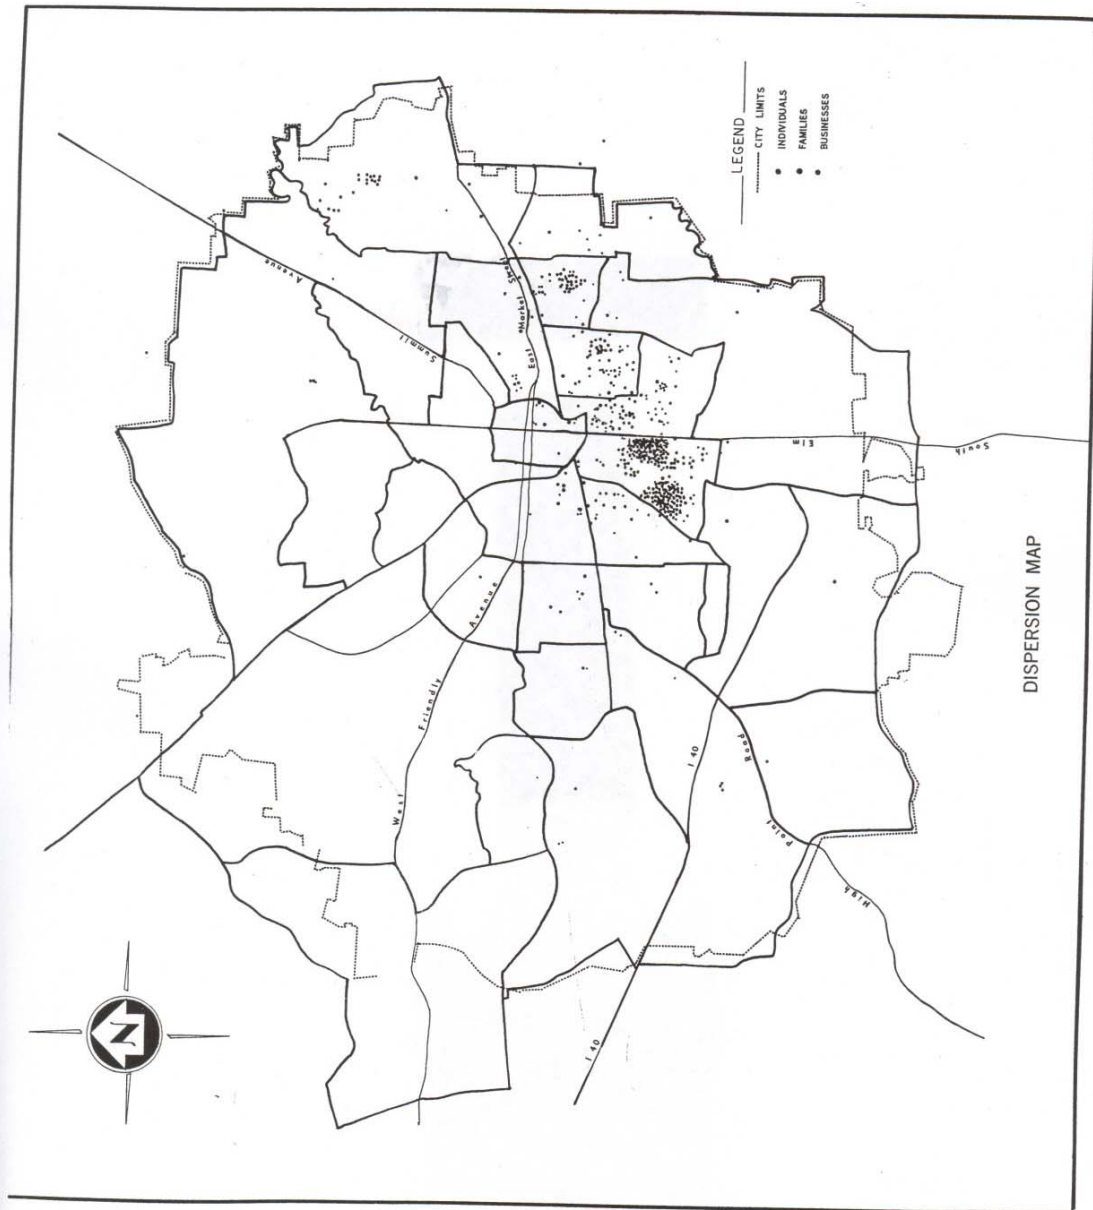 LEGEND
CITY LIMITS
INDIVIDUALS
FAMILIES
BUSINESSES
Summit
Avenue
East
Market
Street
West
Friendly
Avenue
South
Elm
I 40
I 40
High
Point
Road
N
DISPERSION MAP